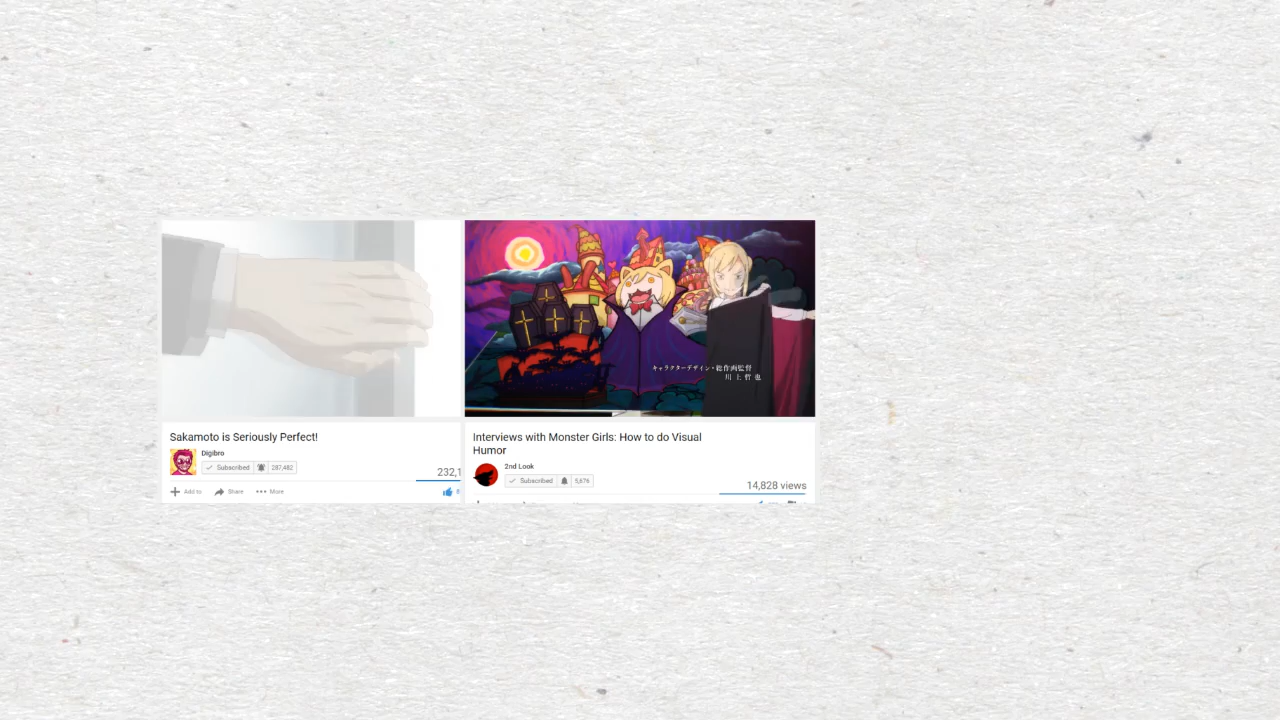 キャラクターデザイン・総作画監督
川上哲也
Sakamoto is Seriously Perfect!
Digibro
Subscribed 287,482
232,1
Add to Share More
Interviews with Monster Girls: How to do Visual
Humor
2nd Look
Subscribed 5,676
14,828 views